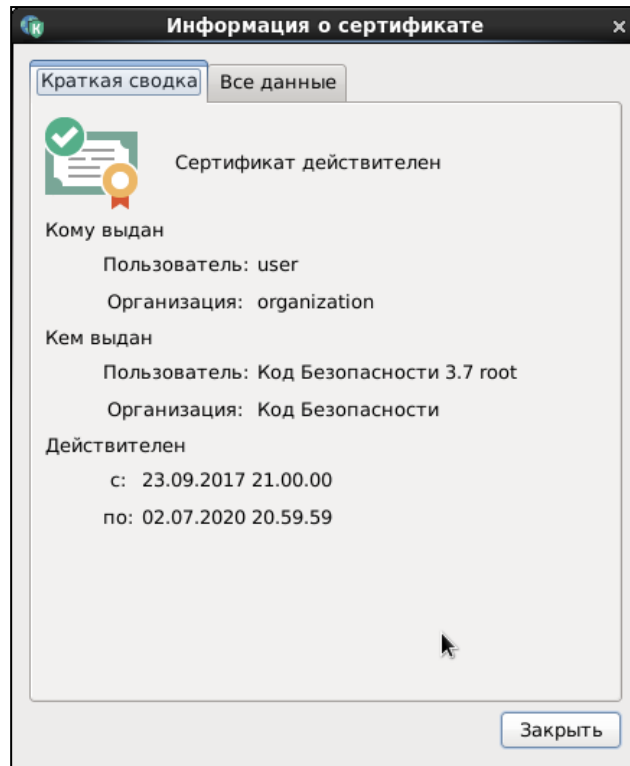 Информация о сертификате
Краткая сводка Все данные
Сертификат действителен
Кому выдан
Пользователь: user
Организация: organization
Кем выдан
Пользователь: Код Безопасности 3.7 root
Организация: Код Безопасности
Действителен
с: 23.09.2017 21.00.00
по: 02.07.2020 20.59.59
Закрыть